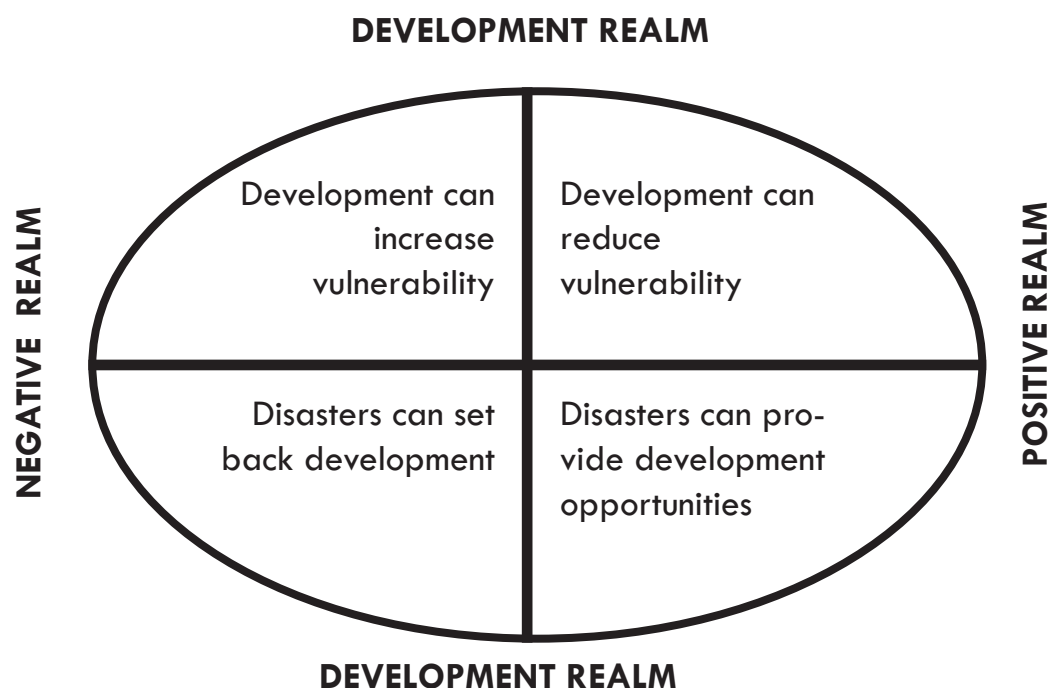 DEVELOPMENT REALM
NEGATIVE REALM
Development can
increase
vulnerability
Development can
reduce
vulnerability
POSITIVE REALM
Disasters can set
back development
Disasters can pro-
vide development
opportunities
DEVELOPMENT REALM